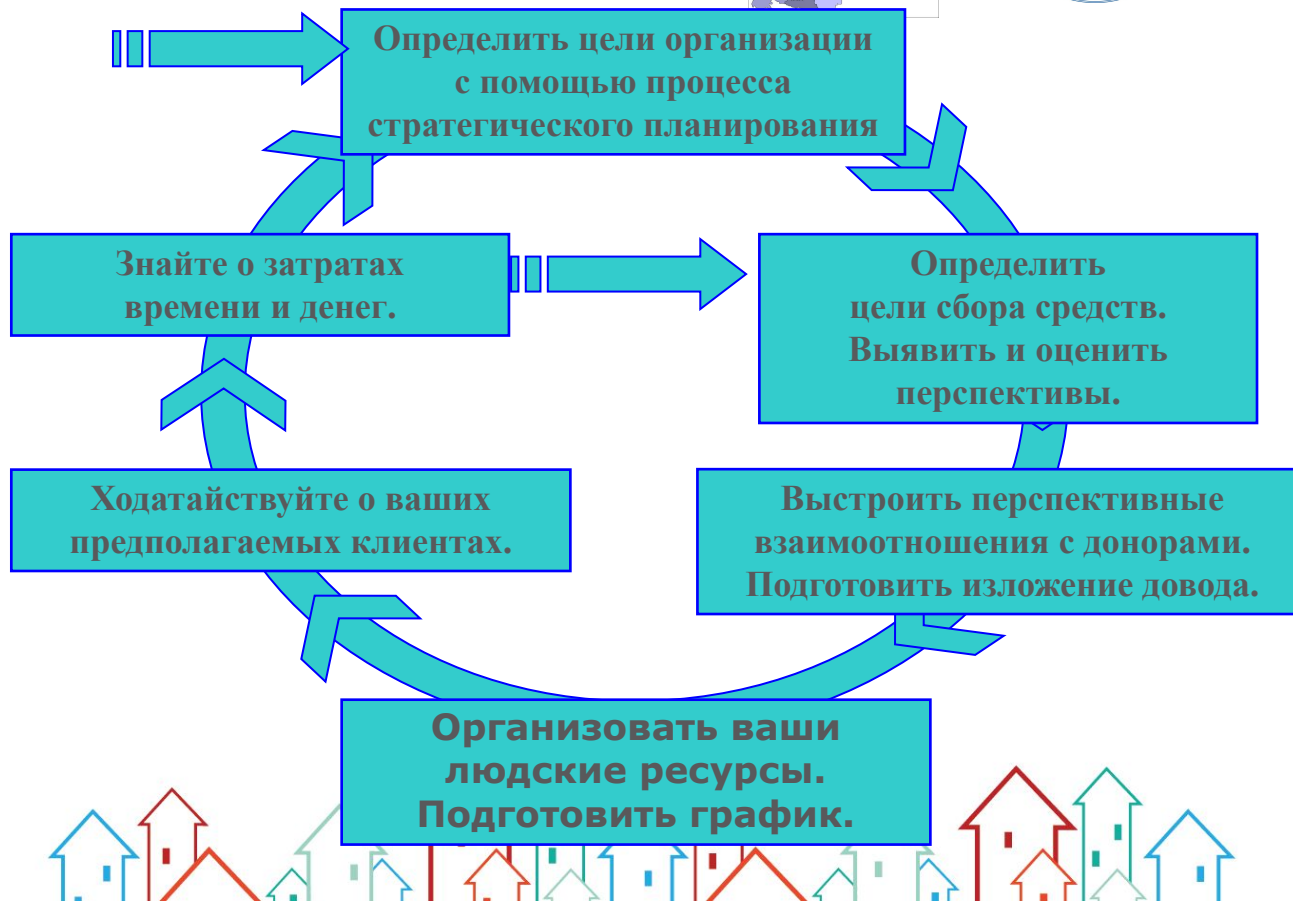 Определить цели организации
с помощью процесса
стратегического планирования
Знайте о затратах
времени и денег.
Определить
цели сбора средств.
Выявить и оценить
перспективы.
Ходатайствуйте о ваших
предполагаемых клиентах.
Выстроить перспективные
взаимоотношения с донорами.
Подготовить изложение довода.
Организовать ваши
людские ресурсы.
Подготовить график.